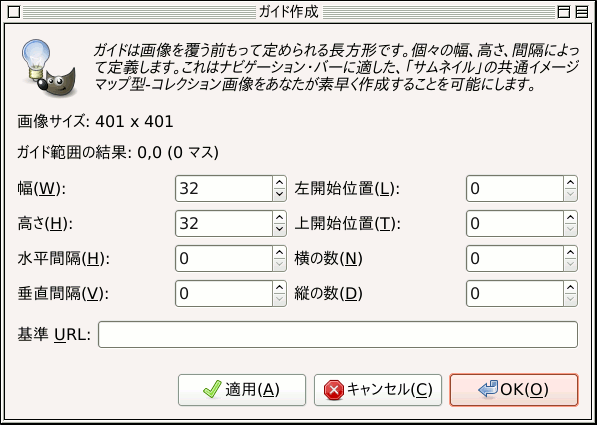 ガイド作成
ガイドは画像を覆う前もって定められる長方形です。個々の幅、高さ、間隔によっ
て定義します。これはナビゲーション・バーに適した、「サムネイル」の共通イメージ
マップ型-コレクション画像をあなたが素早く作成することを可能にします。
画像サイズ: 401 x 401
ガイド範囲の結果: 0,0 (0 マス)
幅(W): 32 左開始位置(L): 0
高さ(H): 32 上開始位置(T): 0
水平間隔(H): 0 横の数(N) 0
垂直間隔(V): 0 縦の数(D) 0
基準 URL:
適用(A) キャンセル(C) OK(O)